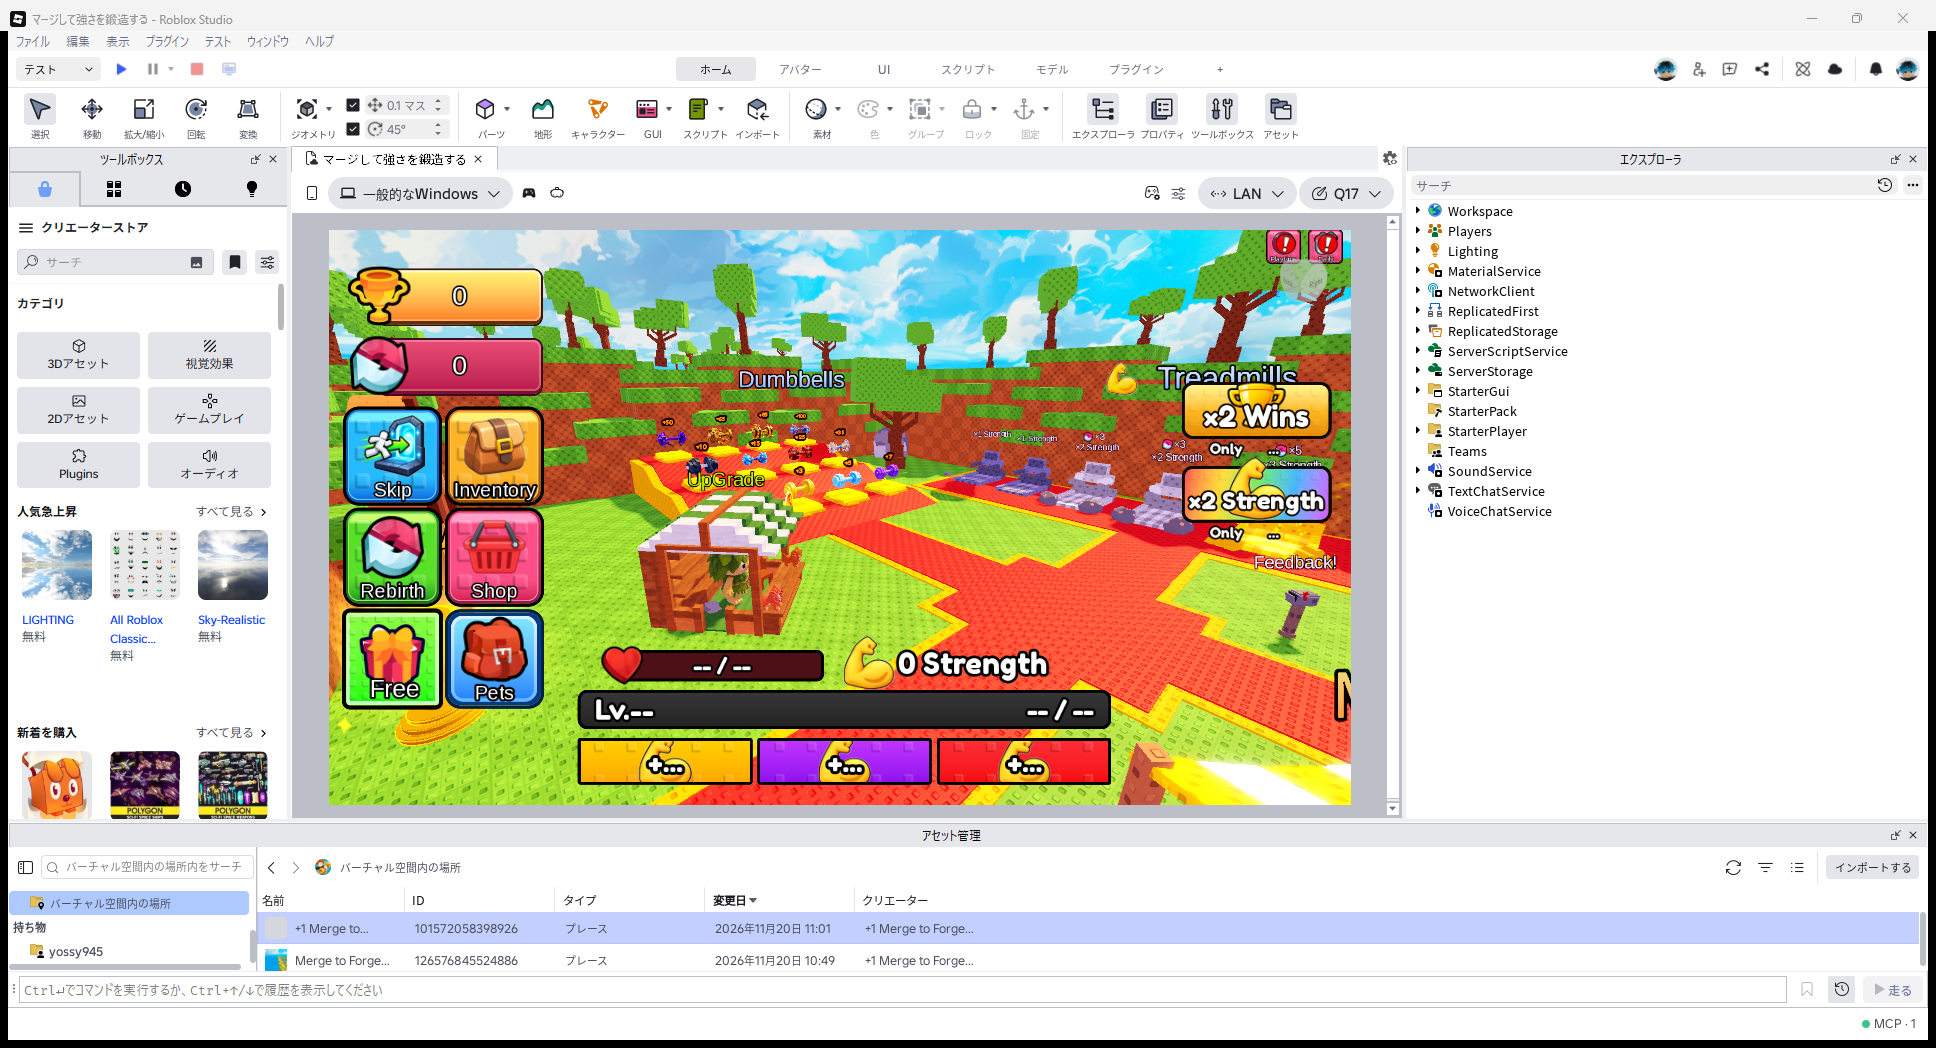 マージして強さを鍛造する - Roblox Studio
ファイル 編集 表示 プラグイン テスト ウィンドウ ヘルプ
テスト
ホーム アバター UI スクリプト モデル プラグイン +
選択 移動 拡大/縮小 回転 変換 ジオメトリ
0.1 マス
45°
パーツ 地形 キャラクター GUI スクリプト インポート 素材 色 グループ ロック 固定 エクスプローラ プロパティ ツールボックス アセット
ツールボックス
マージして強さを鍛造する
エクスプローラ
一般的なWindows
LAN
Q17
サーチ
クリエーターストア
サーチ
カテゴリ
3Dアセット
視覚効果
2Dアセット
ゲームプレイ
Plugins
オーディオ
人気急上昇
すべて見る
LIGHTING
無料
All Roblox
Classic...
無料
Sky-Realistic
無料
新着を購入
すべて見る
POLYGON
POLYGON
0
0
Skip
Inventory
Rebirth
Shop
Free
Pets
Dumbbells
UpGrade
Treadmills
x2 Wins
Only ...
x2 Strength
Only ...
×1 Strength
×1 Strength
×3
×2 Strength
×3
×2 Strength
×5
×3 Strength
Feedback!
-- / --
0 Strength
Lv.--
-- / --
+...
+...
+...
Workspace
Players
Lighting
MaterialService
NetworkClient
ReplicatedFirst
ReplicatedStorage
ServerScriptService
ServerStorage
StarterGui
StarterPack
StarterPlayer
Teams
SoundService
TextChatService
VoiceChatService
アセット管理
バーチャル空間内の場所内をサーチ
バーチャル空間内の場所
インポートする
バーチャル空間内の場所
持ち物
yossy945
名前 ID タイプ 変更日 クリエーター
+1 Merge to... 101572058398926 プレース 2026年11月20日 11:01 +1 Merge to Forge...
Merge to Forge... 126576845524886 プレース 2026年11月20日 10:49 +1 Merge to Forge...
Ctrl↵でコマンドを実行するか、Ctrl+↑/↓で履歴を表示してください
走る
MCP · 1